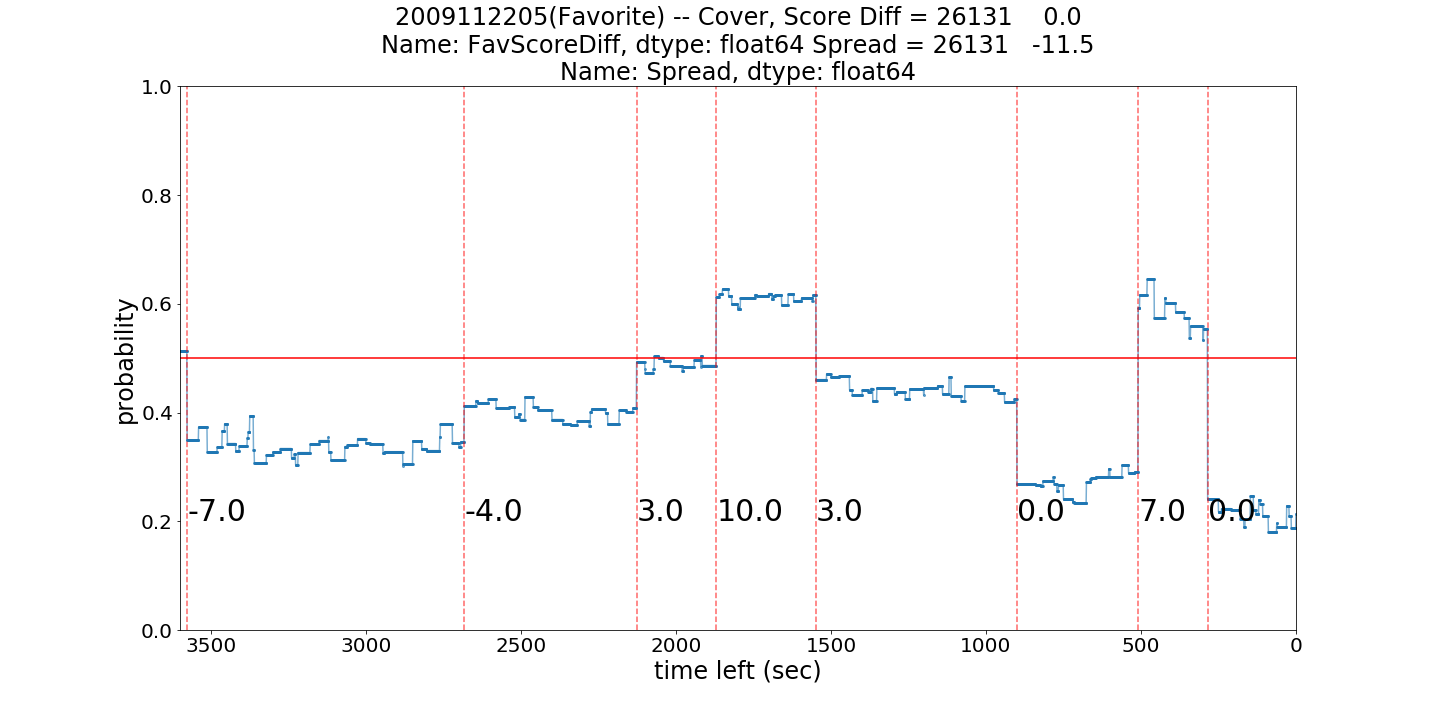 2009112205(Favorite) -- Cover, Score Diff = 26131    0.0
Name: FavScoreDiff, dtype: float64 Spread = 26131   -11.5
Name: Spread, dtype: float64
1.0
0.8
0.6
0.4
0.2
0.0
probability
-7.0 -4.0 3.0 10.0 3.0 0.0 7.0 0.0
3500 3000 2500 2000 1500 1000 500 0
time left (sec)